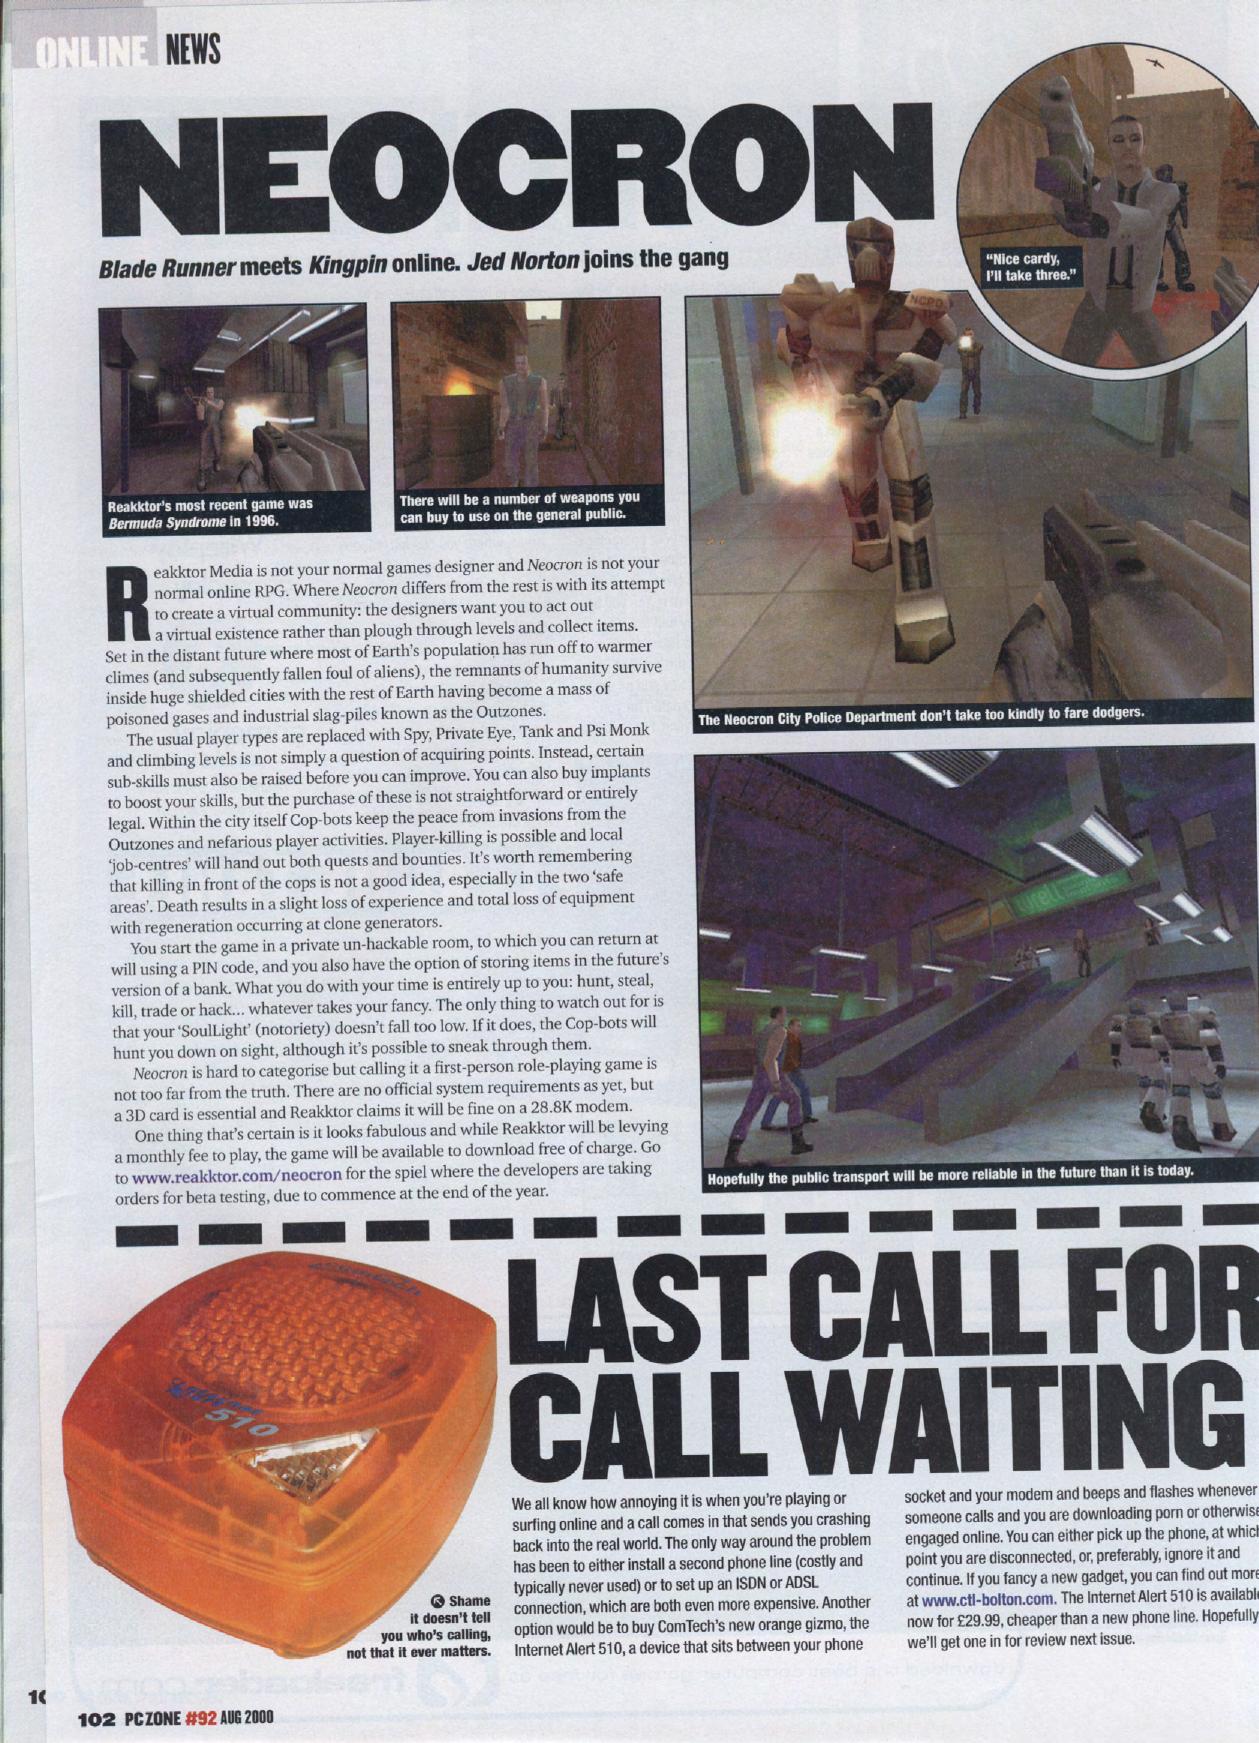 ONLINE NEWS
NEOCRON
Blade Runner meets Kingpin online. Jed Norton joins the gang
"Nice cardy,
I'll take three."
NCPD
Reakktor's most recent game was
Bermuda Syndrome in 1996.
There will be a number of weapons you
can buy to use on the general public.
The Neocron City Police Department don't take too kindly to fare dodgers.
Reakktor Media is not your normal games designer and Neocron is not your
normal online RPG. Where Neocron differs from the rest is with its attempt
to create a virtual community: the designers want you to act out
a virtual existence rather than plough through levels and collect items.
Set in the distant future where most of Earth's population has run off to warmer
climes (and subsequently fallen foul of aliens), the remnants of humanity survive
inside huge shielded cities with the rest of Earth having become a mass of
poisoned gases and industrial slag-piles known as the Outzones.
The usual player types are replaced with Spy, Private Eye, Tank and Psi Monk
and climbing levels is not simply a question of acquiring points. Instead, certain
sub-skills must also be raised before you can improve. You can also buy implants
to boost your skills, but the purchase of these is not straightforward or entirely
legal. Within the city itself Cop-bots keep the peace from invasions from the
Outzones and nefarious player activities. Player-killing is possible and local
'job-centres' will hand out both quests and bounties. It's worth remembering
that killing in front of the cops is not a good idea, especially in the two 'safe
areas'. Death results in a slight loss of experience and total loss of equipment
with regeneration occurring at clone generators.
You start the game in a private un-hackable room, to which you can return at
will using a PIN code, and you also have the option of storing items in the future's
version of a bank. What you do with your time is entirely up to you: hunt, steal,
kill, trade or hack... whatever takes your fancy. The only thing to watch out for is
that your 'SoulLight' (notoriety) doesn't fall too low. If it does, the Cop-bots will
hunt you down on sight, although it's possible to sneak through them.
Neocron is hard to categorise but calling it a first-person role-playing game is
not too far from the truth. There are no official system requirements as yet, but
a 3D card is essential and Reakktor claims it will be fine on a 28.8K modem.
One thing that's certain is it looks fabulous and while Reakktor will be levying
a monthly fee to play, the game will be available to download free of charge. Go
to www.reakktor.com/neocron for the spiel where the developers are taking
orders for beta testing, due to commence at the end of the year.
Hopefully the public transport will be more reliable in the future than it is today.
LAST CALL FOR
CALL WAITING
510
Shame
it doesn't tell
you who's calling,
not that it ever matters.
We all know how annoying it is when you're playing or
surfing online and a call comes in that sends you crashing
back into the real world. The only way around the problem
has been to either install a second phone line (costly and
typically never used) or to set up an ISDN or ADSL
connection, which are both even more expensive. Another
option would be to buy ComTech's new orange gizmo, the
Internet Alert 510, a device that sits between your phone
socket and your modem and beeps and flashes whenever
someone calls and you are downloading porn or otherwise
engaged online. You can either pick up the phone, at which
point you are disconnected, or, preferably, ignore it and
continue. If you fancy a new gadget, you can find out more
at www.ctl-bolton.com. The Internet Alert 510 is available
now for £29.99, cheaper than a new phone line. Hopefully
we'll get one in for review next issue.
102 PCZONE #92 AUG 2000